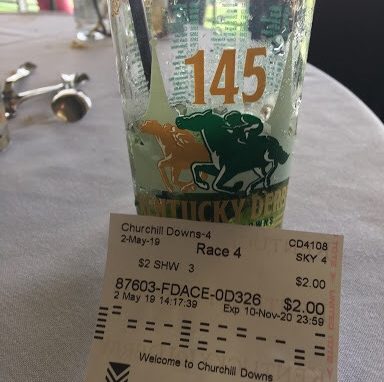 145
KENTUCKY DERBY
Churchill Downs-4 CD4108
2-May-19 Race 4 SKY 4
$2 SHW 3 $2.00
87603-FDACE-0D326 $2.00
2 May 19 14:17:39 Exp 10-Nov-20 23:59
Welcome to Churchill Downs